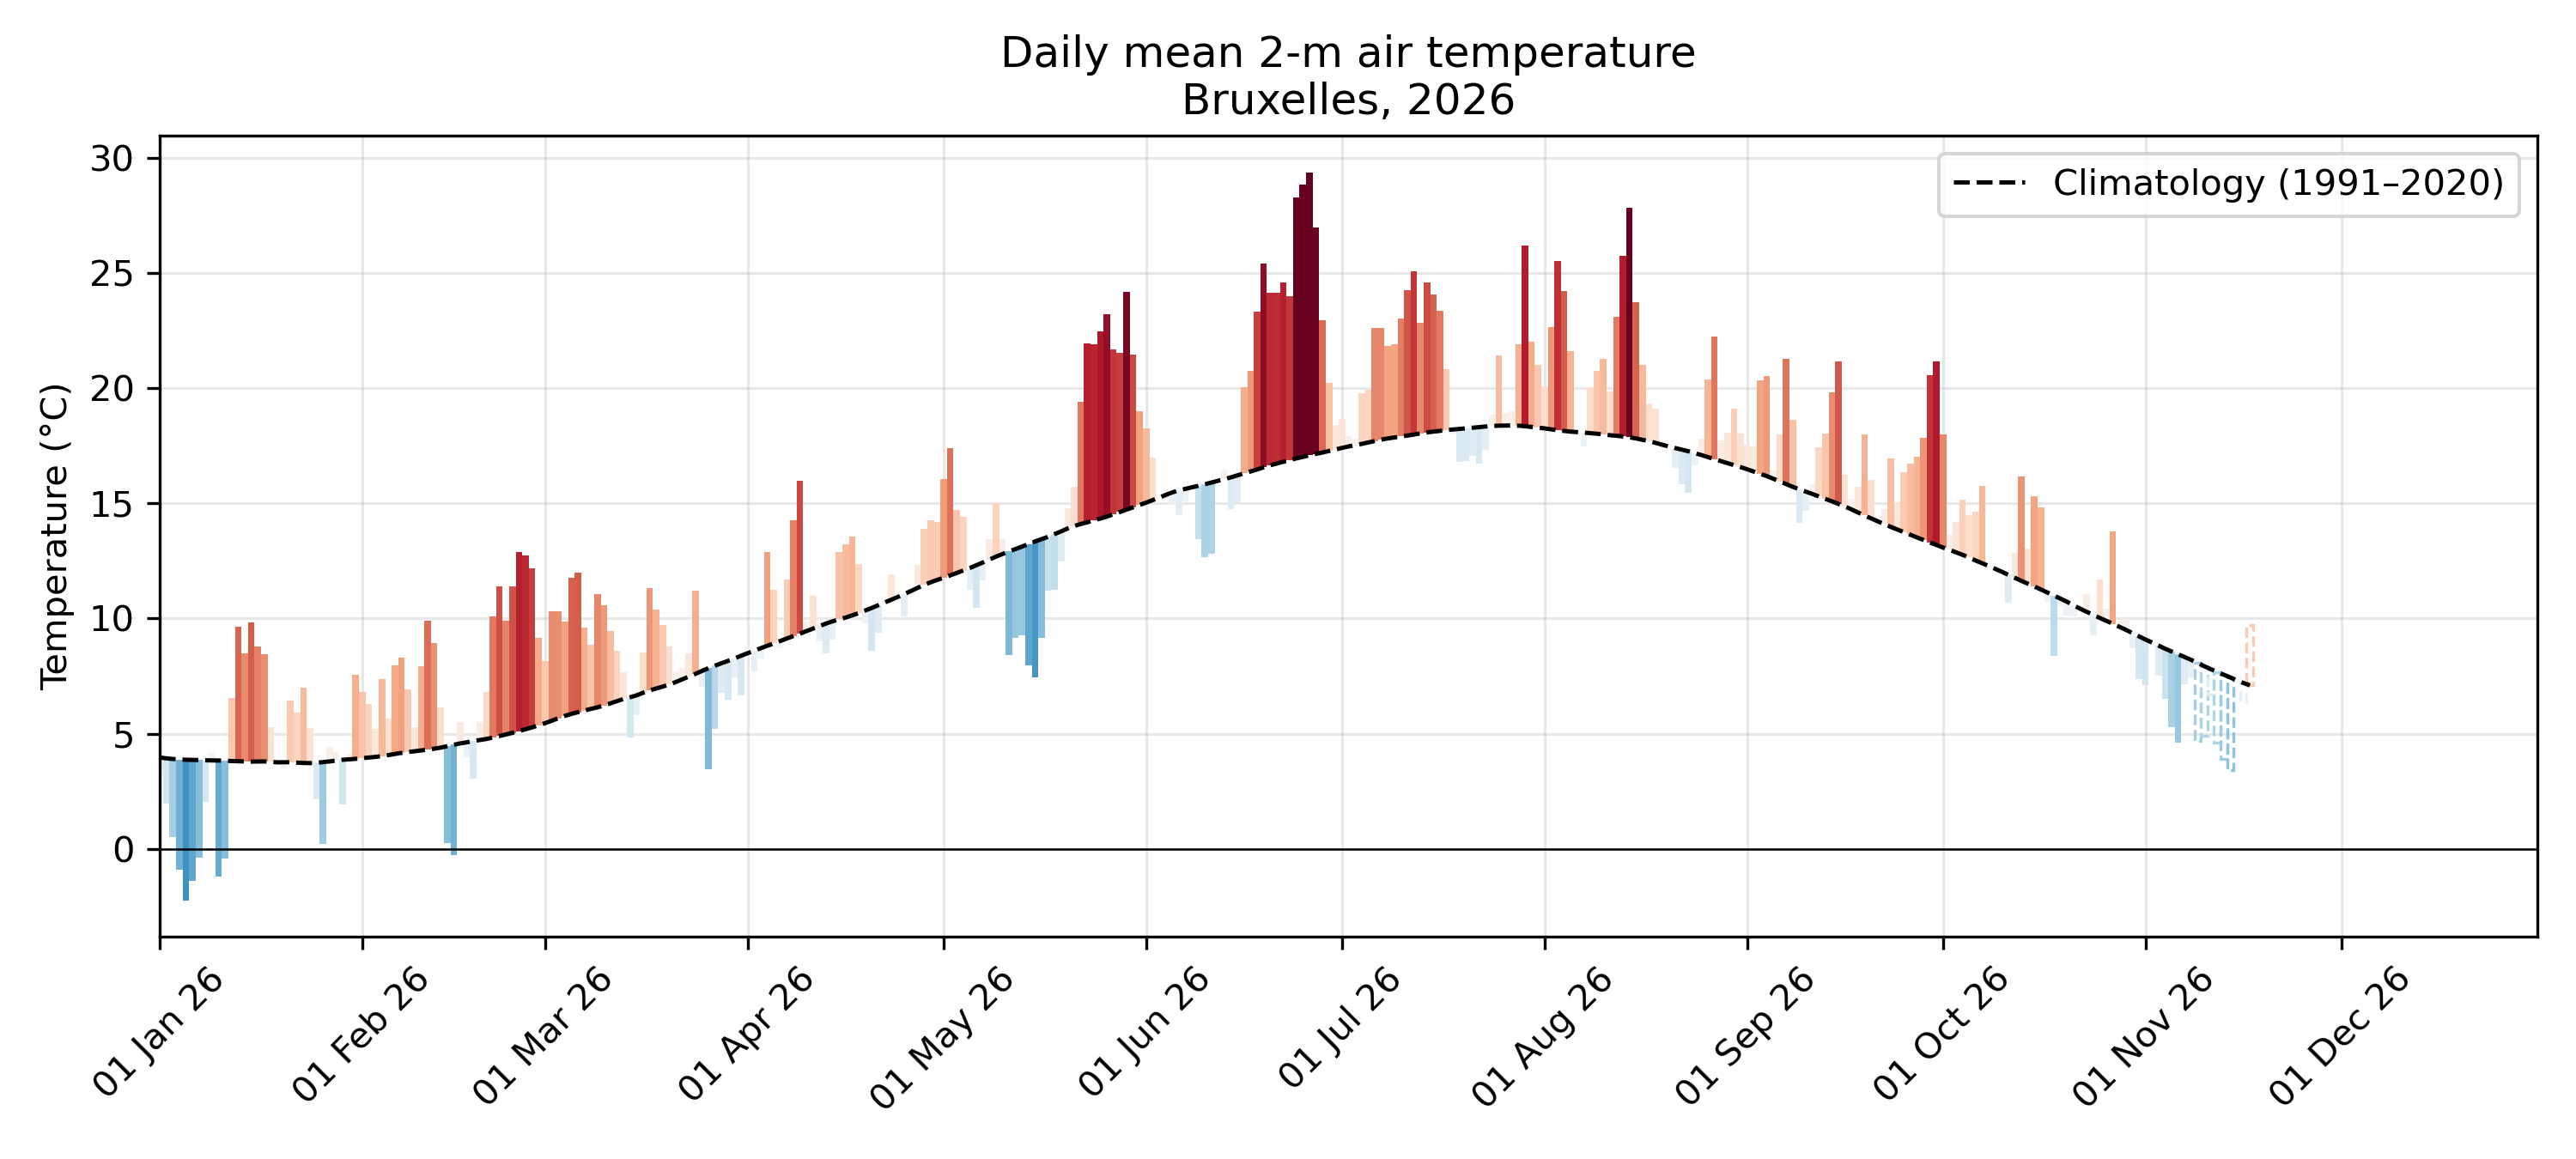 Daily mean 2-m air temperature
Bruxelles, 2026
Climatology (1991–2020)
Temperature (°C)
30
25
20
15
10
5
0
01 Jan 26
01 Feb 26
01 Mar 26
01 Apr 26
01 May 26
01 Jun 26
01 Jul 26
01 Aug 26
01 Sep 26
01 Oct 26
01 Nov 26
01 Dec 26